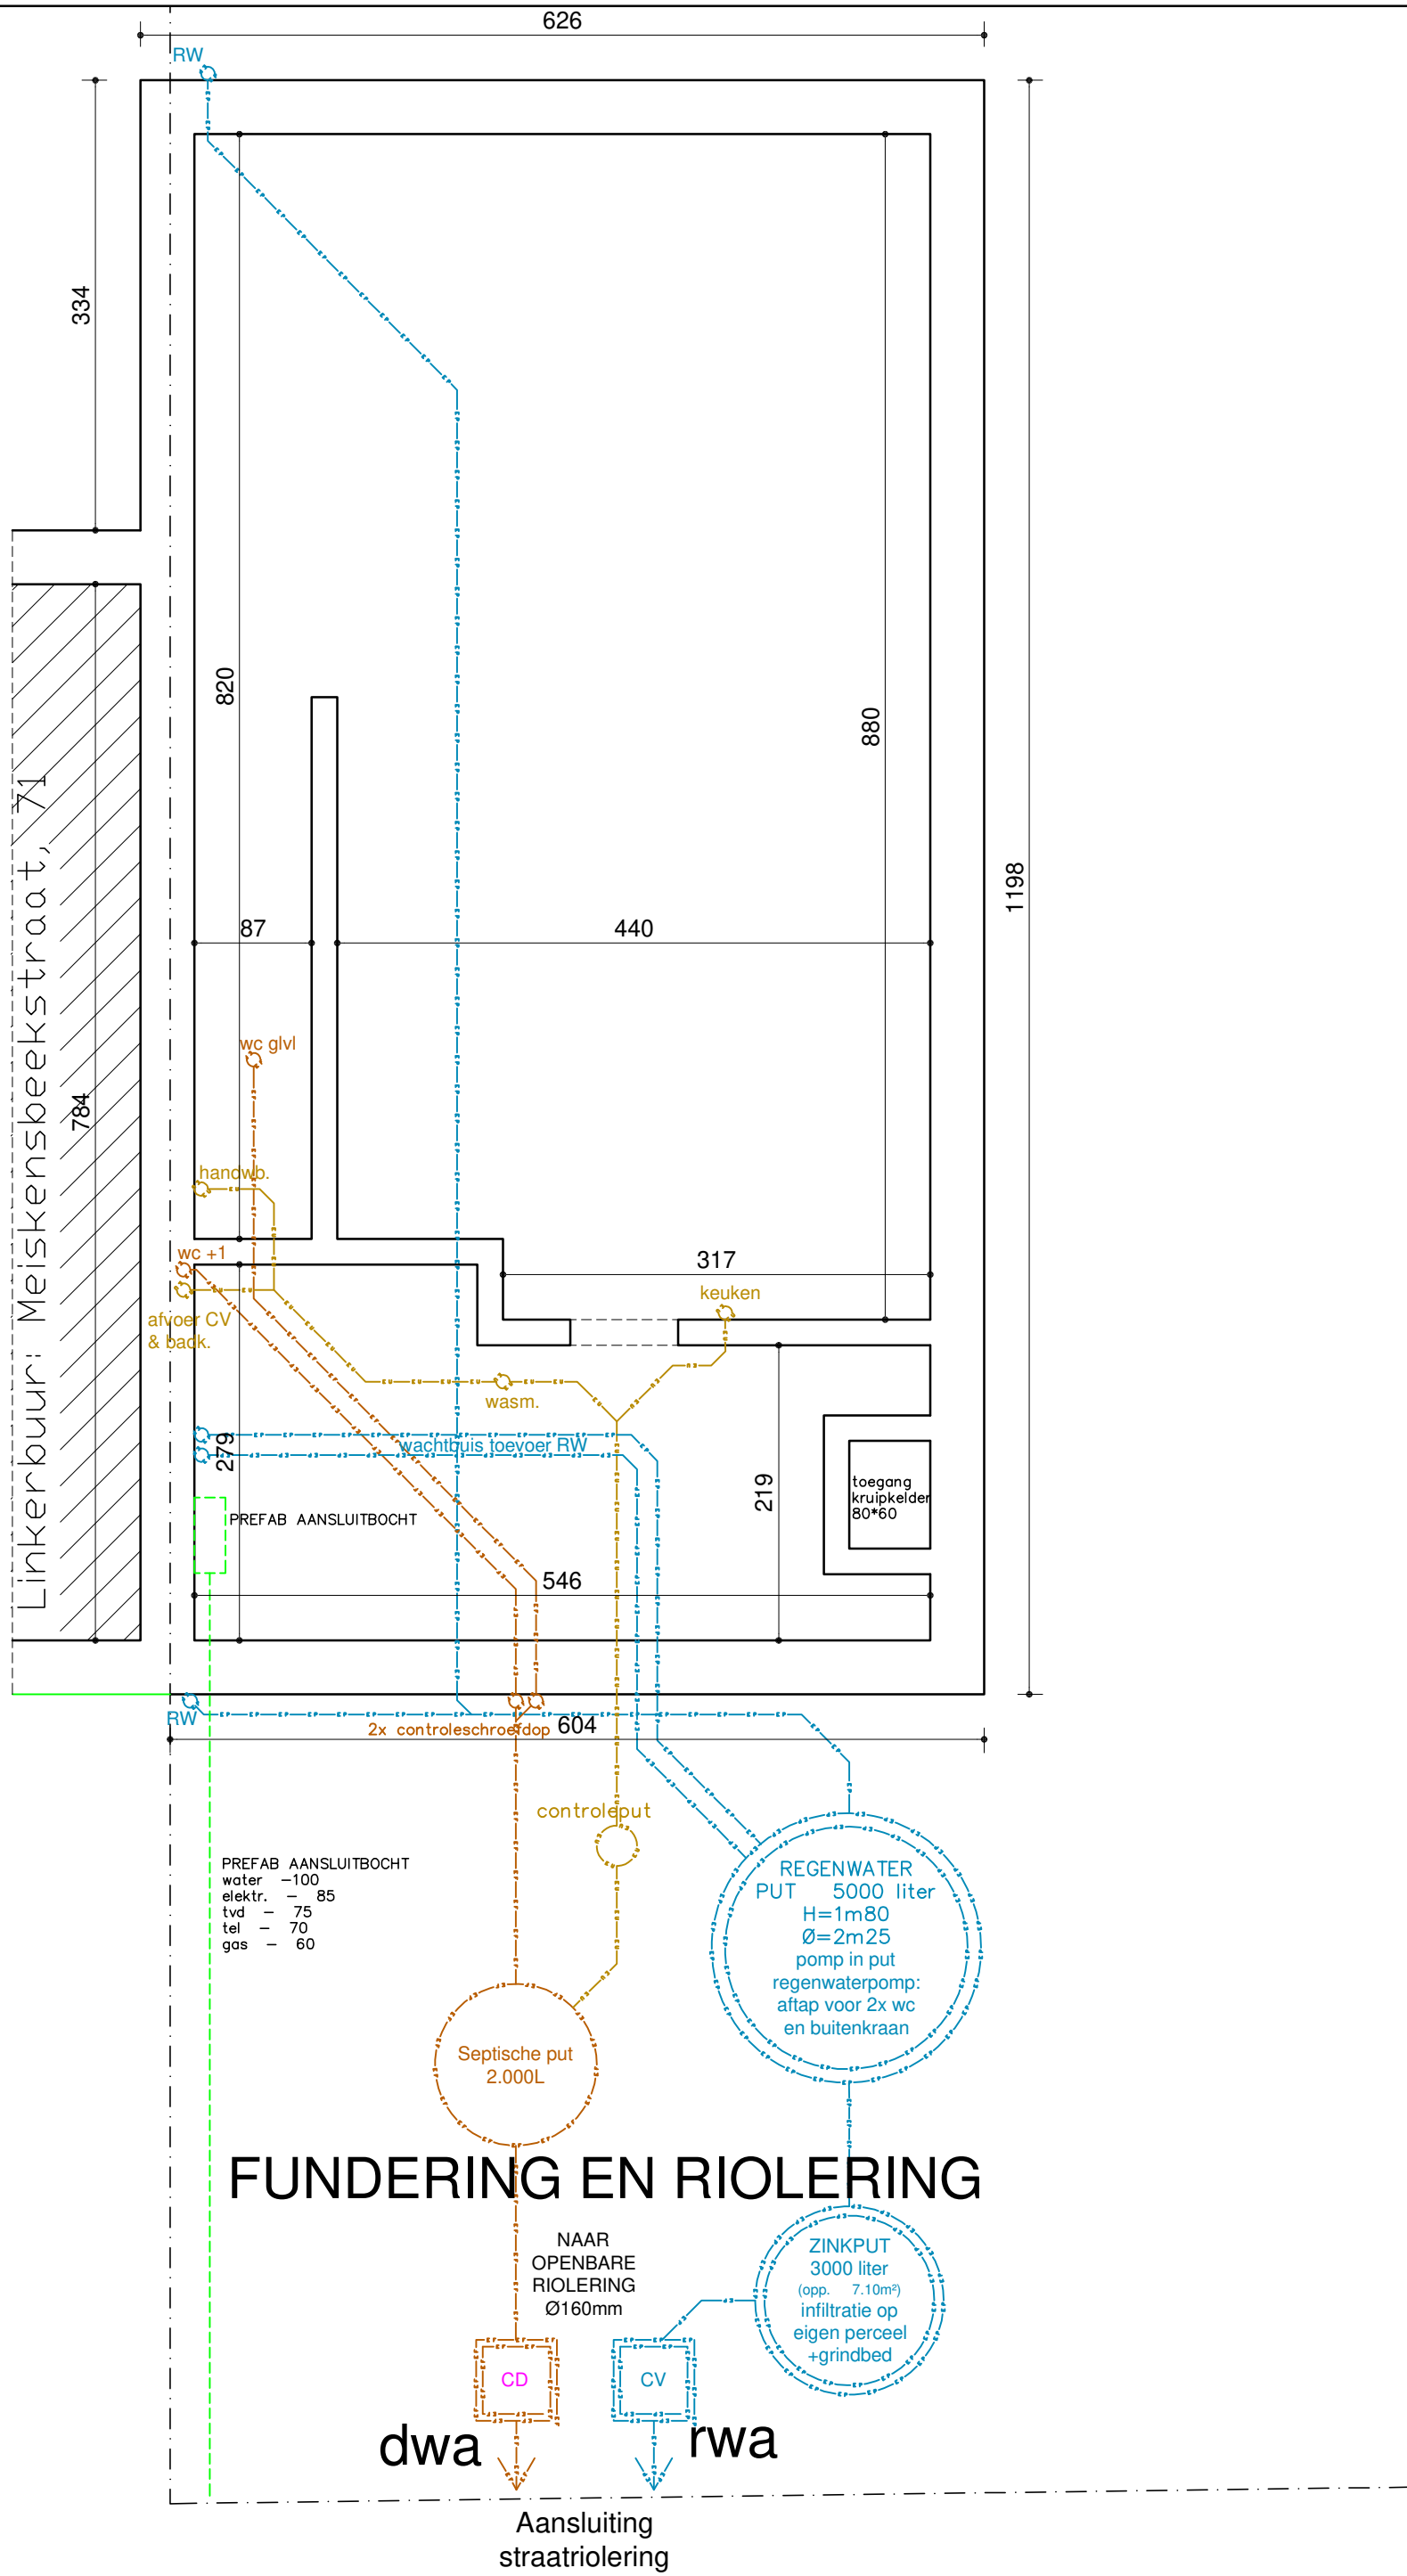 626
RW
334
820
880
1198
87
440
Linkerbuur: Meiskensbeekstraat, 71
784
wc glvl
handwb.
wc +1
317
keuken
afvoer CV
& badk.
wasm.
wachtbuis toevoer RW
279
219
toegang
kruipkelder
80*60
PREFAB AANSLUITBOCHT
546
RW
2x controleschroefdop
604
controleput
PREFAB AANSLUITBOCHT
water -100
elektr. - 85
tvd - 75
tel - 70
gas - 60
REGENWATER
PUT 5000 liter
H=1m80
Ø=2m25
pomp in put
regenwaterpomp:
aftap voor 2x wc
en buitenkraan
Septische put
2.000L
FUNDERING EN RIOLERING
NAAR
OPENBARE
RIOLERING
Ø160mm
ZINKPUT
3000 liter
(opp. 7.10m²)
infiltratie op
eigen perceel
+grindbed
CD
CV
dwa
rwa
Aansluiting
straatriolering